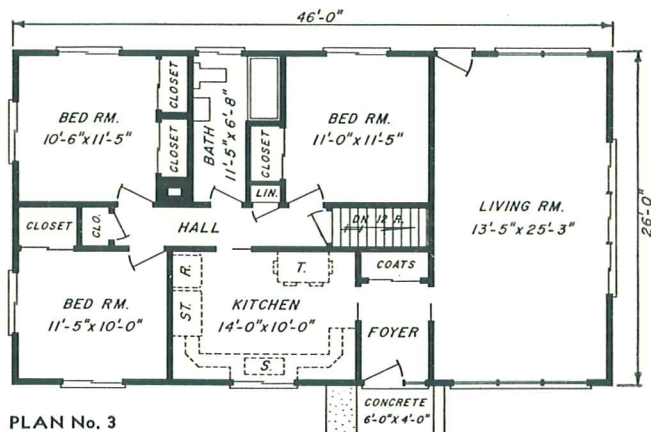 46'-0"
BED RM.
10'-6"x11'-5"
CLOSET
CLOSET
BATH
11'-5"x6'-8"
CLOSET
LIN.
BED RM.
11'-0"x11'-5"
LIVING RM.
13'-5"x25'-3"
26'-0"
CLOSET
CLO.
HALL
DN 12 R.
BED RM.
11'-5"x10'-0"
R.
ST.
T.
KITCHEN
14'-0"x10'-0"
S.
COATS
FOYER
CONCRETE
6'-0"x4'-0"
PLAN No. 3